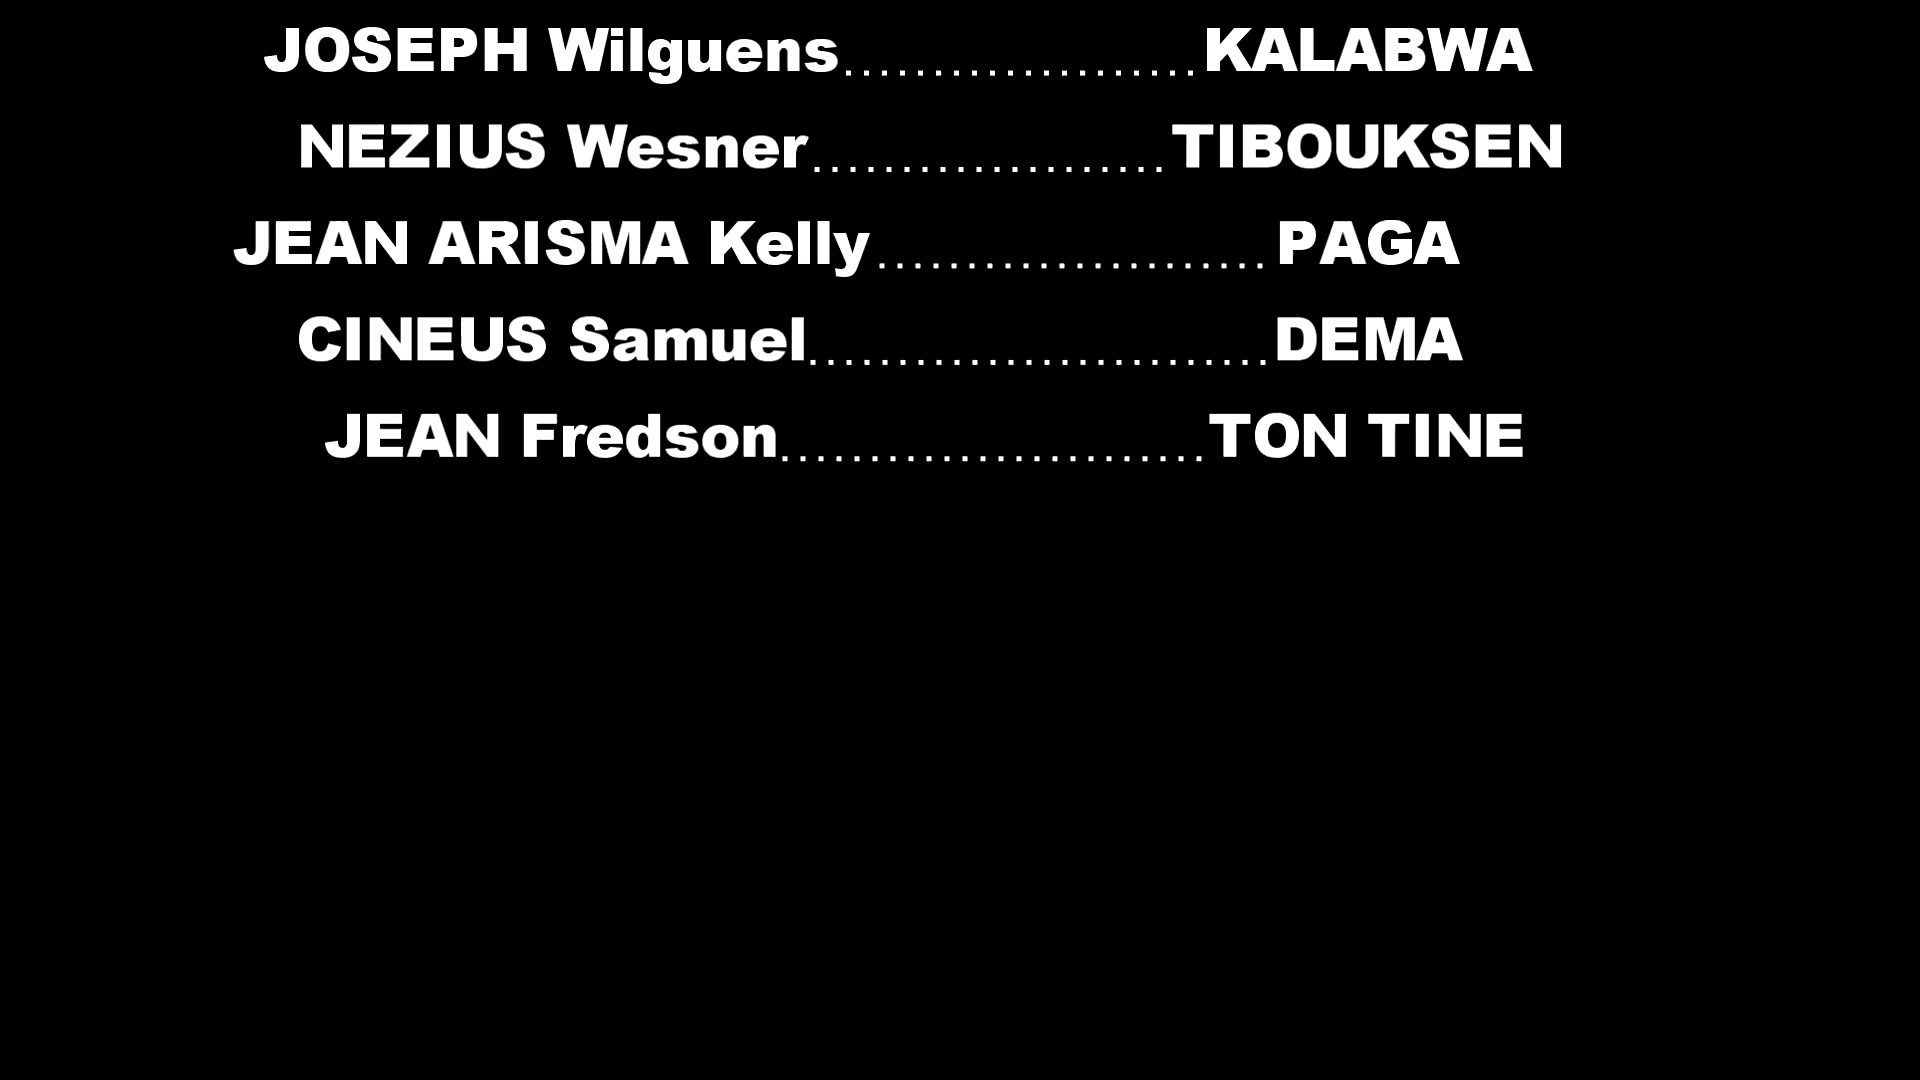 JOSEPH Wilguens....................KALABWA
NEZIUS Wesner....................TIBOUKSEN
JEAN ARISMA Kelly......................PAGA
CINEUS Samuel..........................DEMA
JEAN Fredson........................TON TINE